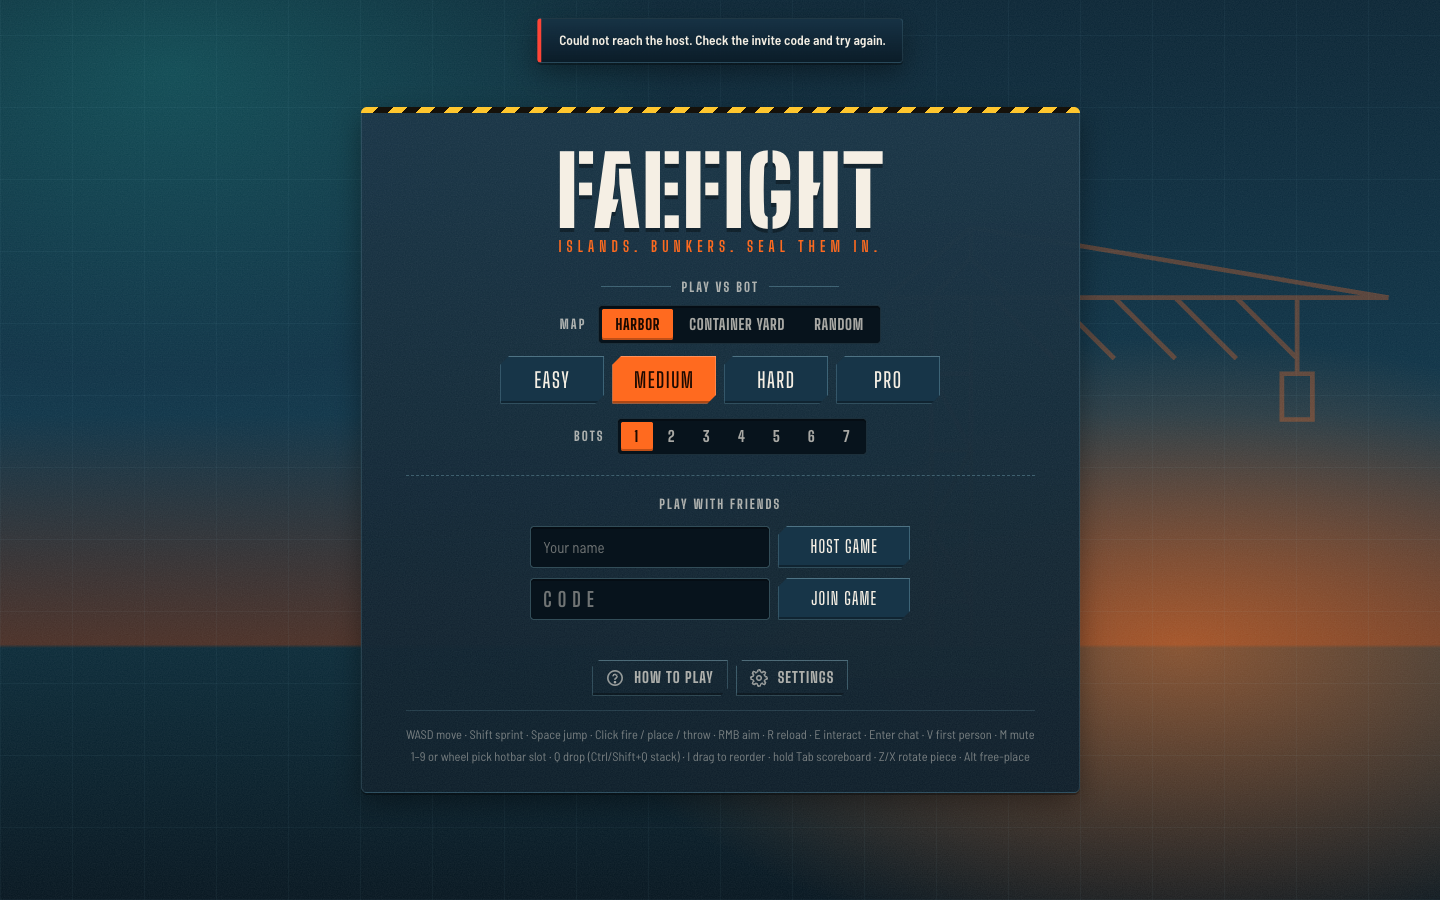 Could not reach the host. Check the invite code and try again.
FAEFIGHT
ISLANDS. BUNKERS. SEAL THEM IN.
PLAY VS BOT
MAP HARBOR CONTAINER YARD RANDOM
EASY MEDIUM HARD PRO
BOTS 1 2 3 4 5 6 7
PLAY WITH FRIENDS
Your name HOST GAME
CODE JOIN GAME
HOW TO PLAY SETTINGS
WASD move · Shift sprint · Space jump · Click fire / place / throw · RMB aim · R reload · E interact · Enter chat · V first person · M mute
1–9 or wheel pick hotbar slot · Q drop (Ctrl/Shift+Q stack) · I drag to reorder · hold Tab scoreboard · Z/X rotate piece · Alt free-place